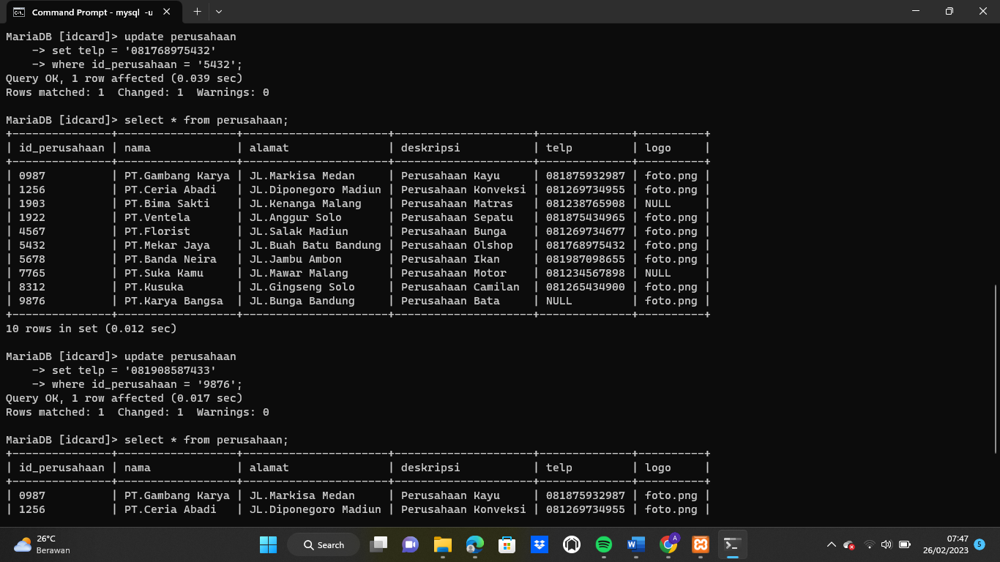 Command Prompt - mysql -u
MariaDB [idcard]> update perusahaan
    -> set telp = '081768975432'
    -> where id_perusahaan = '5432';
Query OK, 1 row affected (0.039 sec)
Rows matched: 1  Changed: 1  Warnings: 0
MariaDB [idcard]> select * from perusahaan;
+---------------+------------------+----------------------+---------------------+--------------+----------+
| id_perusahaan | nama             | alamat               | deskripsi           | telp         | logo     |
+---------------+------------------+----------------------+---------------------+--------------+----------+
| 0987          | PT.Gambang Karya | JL.Markisa Medan     | Perusahaan Kayu     | 081875932987 | foto.png |
| 1256          | PT.Ceria Abadi   | JL.Diponegoro Madiun | Perusahaan Konveksi | 081269734955 | foto.png |
| 1903          | PT.Bima Sakti    | JL.Kenanga Malang    | Perusahaan Matras   | 081238765908 | NULL     |
| 1922          | PT.Ventela       | JL.Anggur Solo       | Perusahaan Sepatu   | 081875434965 | foto.png |
| 4567          | PT.Florist       | JL.Salak Madiun      | Perusahaan Bunga    | 081269734677 | foto.png |
| 5432          | PT.Mekar Jaya    | JL.Buah Batu Bandung | Perusahaan Olshop   | 081768975432 | foto.png |
| 5678          | PT.Banda Neira   | JL.Jambu Ambon       | Perusahaan Ikan     | 081987098655 | foto.png |
| 7765          | PT.Suka Kamu     | JL.Mawar Malang      | Perusahaan Motor    | 081234567898 | NULL     |
| 8312          | PT.Kusuka        | JL.Gingseng Solo     | Perusahaan Camilan  | 081265434900 | foto.png |
| 9876          | PT.Karya Bangsa  | JL.Bunga Bandung     | Perusahaan Bata     | NULL         | foto.png |
+---------------+------------------+----------------------+---------------------+--------------+----------+
10 rows in set (0.012 sec)
MariaDB [idcard]> update perusahaan
    -> set telp = '081908587433'
    -> where id_perusahaan = '9876';
Query OK, 1 row affected (0.017 sec)
Rows matched: 1  Changed: 1  Warnings: 0
MariaDB [idcard]> select * from perusahaan;
+---------------+------------------+----------------------+---------------------+--------------+----------+
| id_perusahaan | nama             | alamat               | deskripsi           | telp         | logo     |
+---------------+------------------+----------------------+---------------------+--------------+----------+
| 0987          | PT.Gambang Karya | JL.Markisa Medan     | Perusahaan Kayu     | 081875932987 | foto.png |
| 1256          | PT.Ceria Abadi   | JL.Diponegoro Madiun | Perusahaan Konveksi | 081269734955 | foto.png |
26°C
Berawan
Search
A
07:47
26/02/2023
5